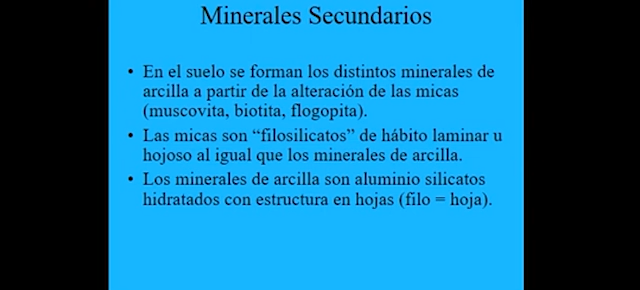 Minerales Secundarios
• En el suelo se forman los distintos minerales de
arcilla a partir de la alteración de las micas
(muscovita, biotita, flogopita).
• Las micas son “filosilicatos” de hábito laminar u
hojoso al igual que los minerales de arcilla.
• Los minerales de arcilla son aluminio silicatos
hidratados con estructura en hojas (filo = hoja).